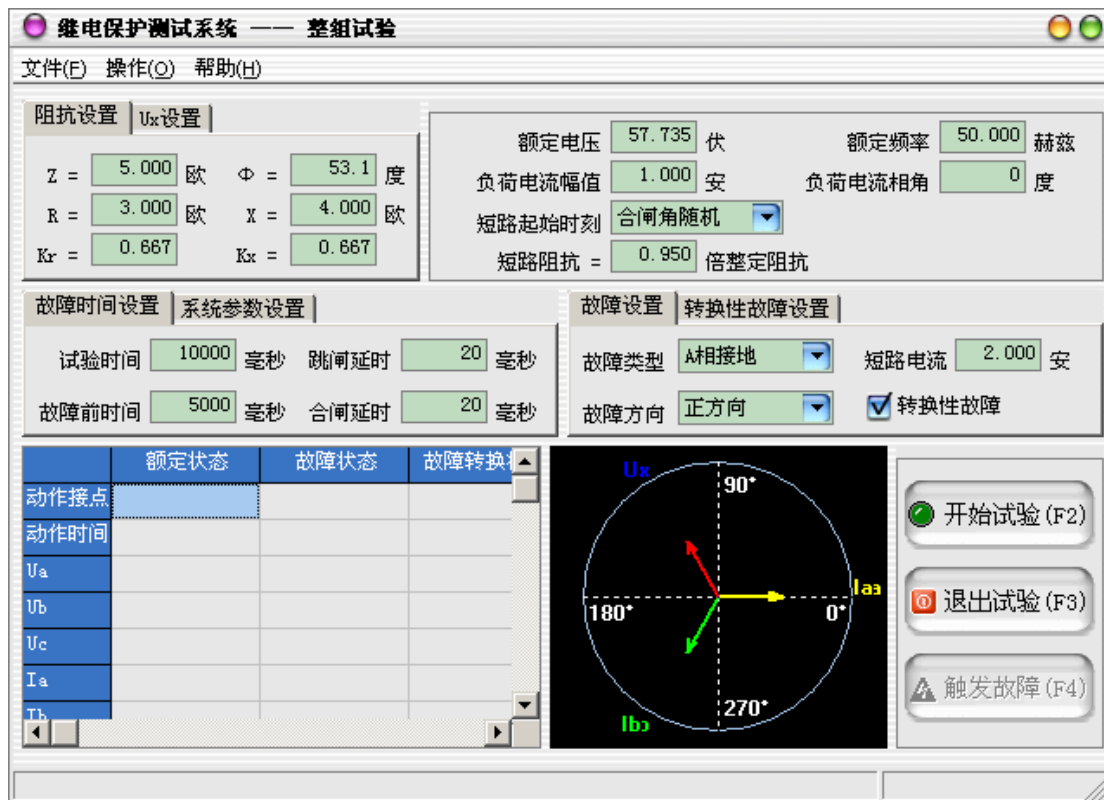 继电保护测试系统 —— 整组试验
文件(F) 操作(O) 帮助(H)
阻抗设置 Ux设置
Z = 5.000 欧 Φ = 53.1 度
R = 3.000 欧 X = 4.000 欧
Kr = 0.667 Kx = 0.667
额定电压 57.735 伏 额定频率 50.000 赫兹
负荷电流幅值 1.000 安 负荷电流相角 0 度
短路起始时刻 合闸角随机
短路阻抗 = 0.950 倍整定阻抗
故障时间设置 系统参数设置
试验时间 10000 毫秒 跳闸延时 20 毫秒
故障前时间 5000 毫秒 合闸延时 20 毫秒
故障设置 转换性故障设置
故障类型 A相接地 短路电流 2.000 安
故障方向 正方向 转换性故障
额定状态 故障状态 故障转换
动作接点
动作时间
Ua
Ub
Uc
Ia
Ib
Ux
90°
180°
0°
270°
开始试验(F2)
退出试验(F3)
触发故障(F4)